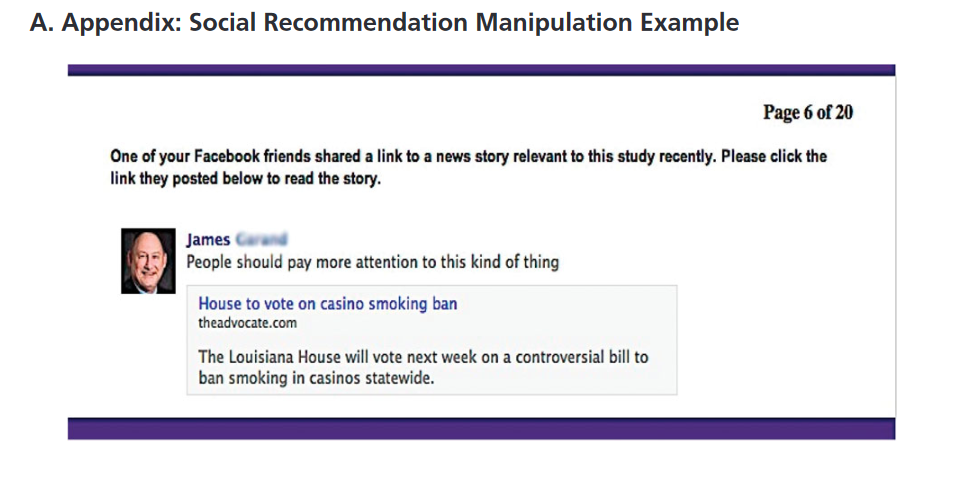 A. Appendix: Social Recommendation Manipulation Example
Page 6 of 20
One of your Facebook friends shared a link to a news story relevant to this study recently. Please click the
link they posted below to read the story.
James
People should pay more attention to this kind of thing
House to vote on casino smoking ban
theadvocate.com
The Louisiana House will vote next week on a controversial bill to
ban smoking in casinos statewide.